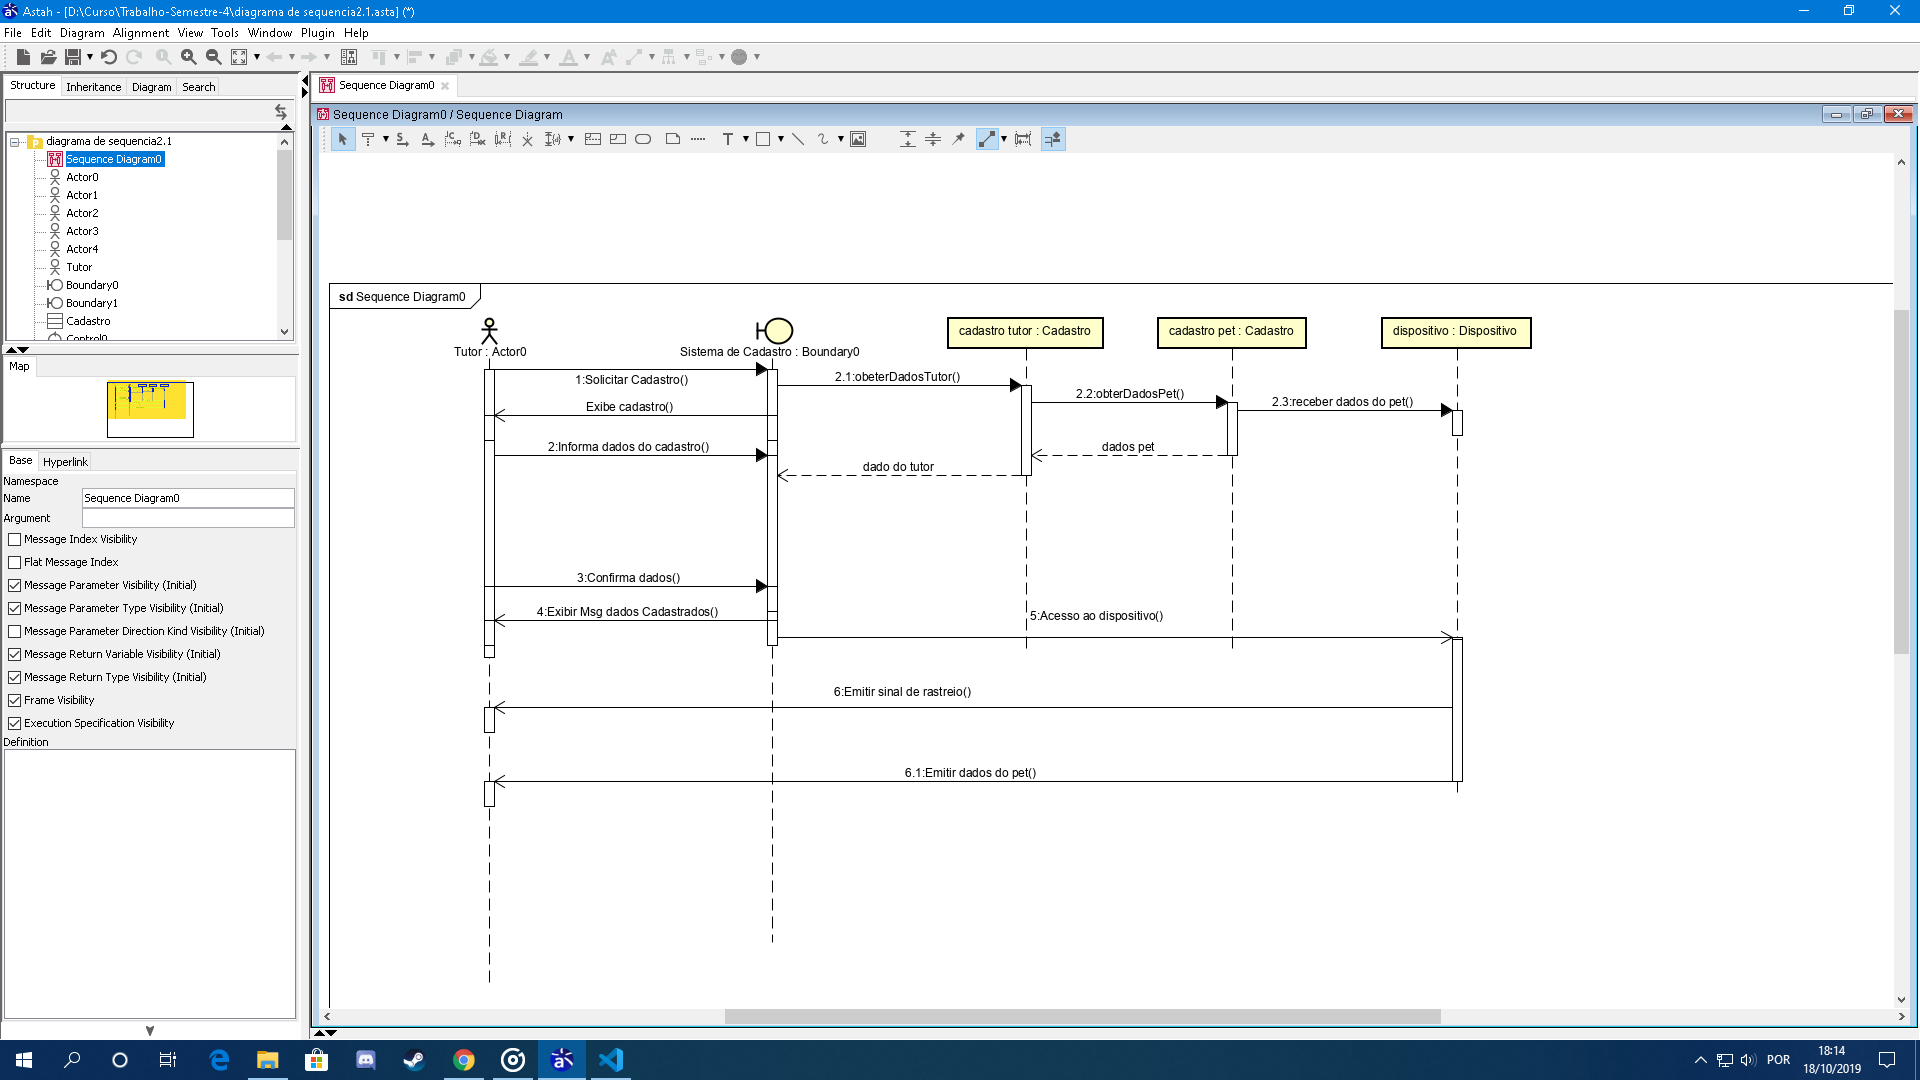 Astah - [D:\Curso\Trabalho-Semestre-4\diagrama de sequencia2.1.asta] (*)
File Edit Diagram Alignment View Tools Window Plugin Help
Structure Inheritance Diagram Search
diagrama de sequencia2.1
Sequence Diagram0
Actor0
Actor1
Actor2
Actor3
Actor4
Tutor
Boundary0
Boundary1
Cadastro
Control0
Map
Base Hyperlink
Namespace
Name Sequence Diagram0
Argument
Message Index Visibility
Flat Message Index
Message Parameter Visibility (Initial)
Message Parameter Type Visibility (Initial)
Message Parameter Direction Kind Visibility (Initial)
Message Return Variable Visibility (Initial)
Message Return Type Visibility (Initial)
Frame Visibility
Execution Specification Visibility
Definition
Sequence Diagram0
Sequence Diagram0 / Sequence Diagram
sd Sequence Diagram0
Tutor : Actor0
Sistema de Cadastro : Boundary0
cadastro tutor : Cadastro
cadastro pet : Cadastro
dispositivo : Dispositivo
1:Solicitar Cadastro()
2.1:obeterDadosTutor()
2.2:obterDadosPet()
2.3:receber dados do pet()
Exibe cadastro()
2:Informa dados do cadastro()
dados pet
dado do tutor
3:Confirma dados()
4:Exibir Msg dados Cadastrados()
5:Acesso ao dispositivo()
6:Emitir sinal de rastreio()
6.1:Emitir dados do pet()
POR
18:14
18/10/2019